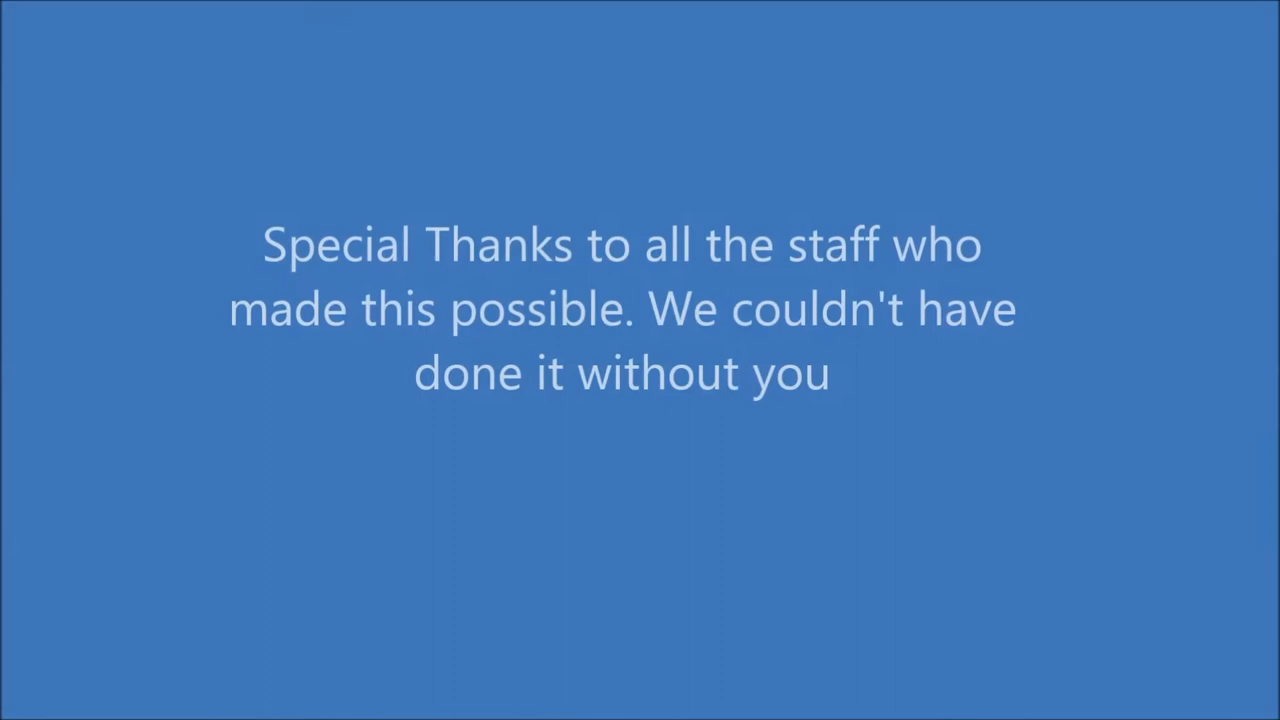 Special Thanks to all the staff who
made this possible. We couldn't have
done it without you